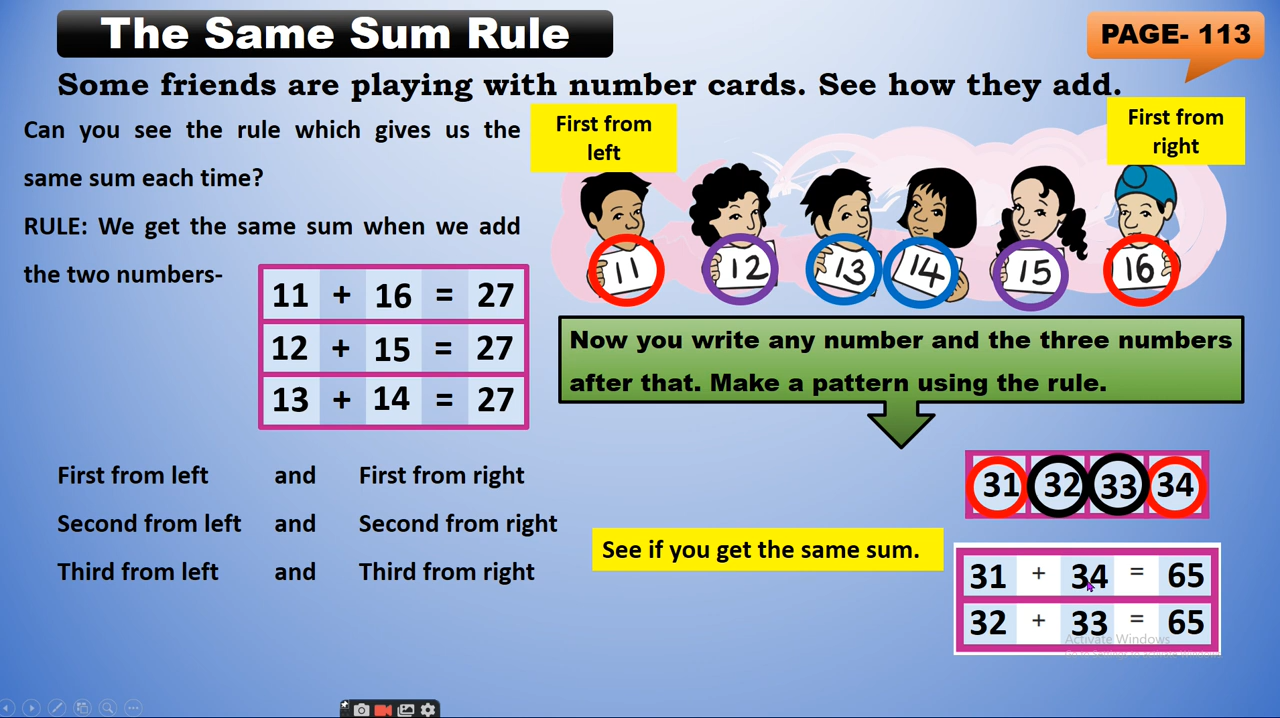 The Same Sum Rule
PAGE- 113
Some friends are playing with number cards. See how they add.
Can you see the rule which gives us the
same sum each time?
RULE: We get the same sum when we add
the two numbers-
11 + 16 = 27
12 + 15 = 27
13 + 14 = 27
First from left and First from right
Second from left and Second from right
Third from left and Third from right
First from
left
First from
right
11 12 13 14 15 16
Now you write any number and the three numbers
after that. Make a pattern using the rule.
31 32 33 34
See if you get the same sum.
31 + 34 = 65
32 + 33 = 65
Activate Windows
Go to Settings to activate Windows.